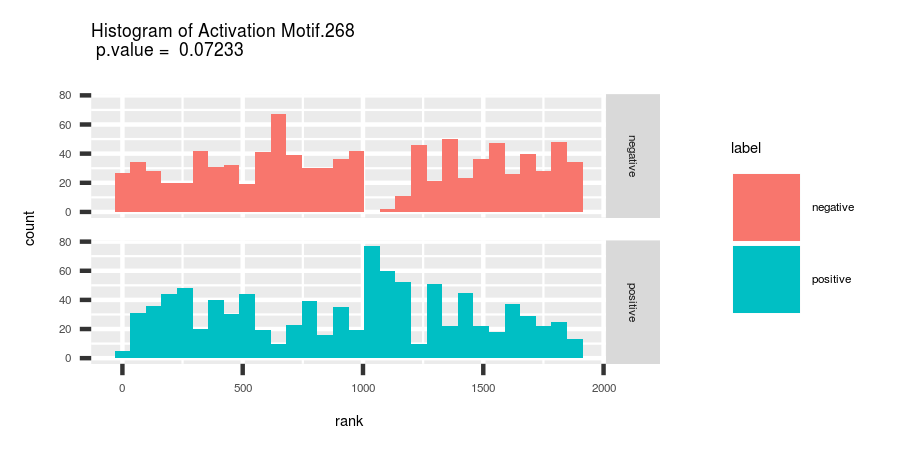 Histogram of Activation Motif.268
p.value = 0.07233
80
60
40
20
0
negative
80
60
40
20
0
positive
0 500 1000 1500 2000
rank
count
label
negative
positive